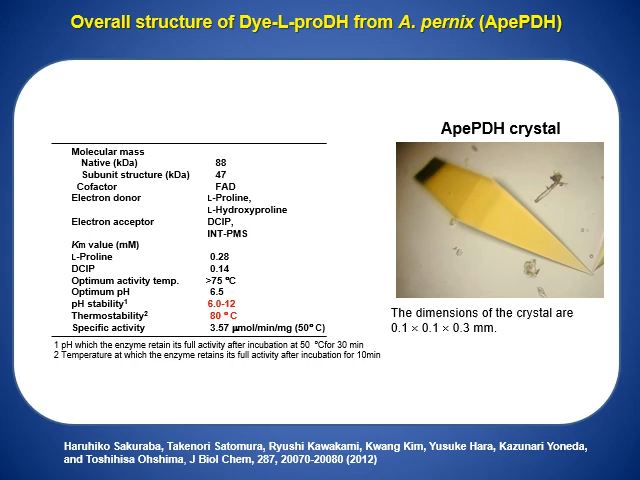 Overall structure of Dye-L-proDH from A. pernix (ApePDH)
ApePDH crystal
Molecular mass
Native (kDa) 88
Subunit structure (kDa) 47
Cofactor FAD
Electron donor L-Proline,
L-Hydroxyproline
Electron acceptor DCIP,
INT-PMS
Km value (mM)
L-Proline 0.28
DCIP 0.14
Optimum activity temp. >75 ℃
Optimum pH 6.5
pH stability¹ 6.0-12
Thermostability² 80 °C
Specific activity 3.57 μmol/min/mg (50° C)
1 pH which the enzyme retain its full activity after incubation at 50 ℃for 30 min
2 Temperature at which the enzyme retains its full activity after incubation for 10min
The dimensions of the crystal are
0.1 × 0.1 × 0.3 mm.
Haruhiko Sakuraba, Takenori Satomura, Ryushi Kawakami, Kwang Kim, Yusuke Hara, Kazunari Yoneda,
and Toshihisa Ohshima, J Biol Chem, 287, 20070-20080 (2012)